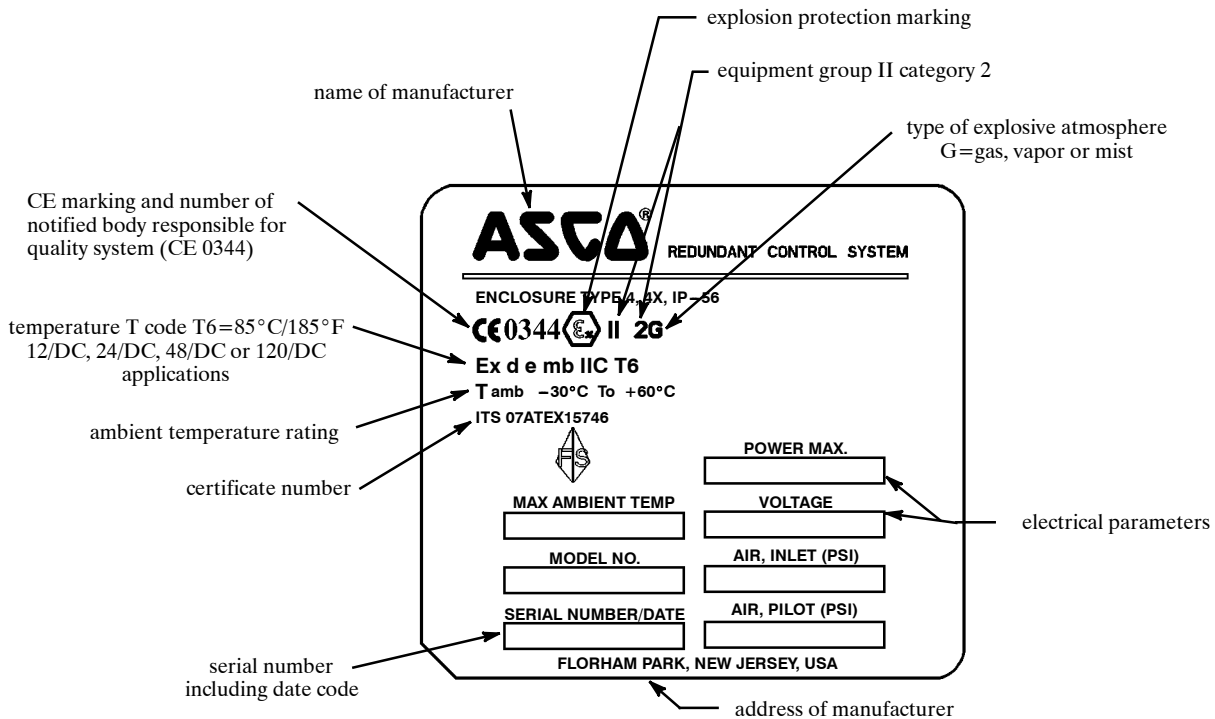 explosion protection marking
equipment group II category 2
name of manufacturer
type of explosive atmosphere
G=gas, vapor or mist
CE marking and number of
notified body responsible for
quality system (CE 0344)
ASCO®
REDUNDANT CONTROL SYSTEM
ENCLOSURE TYPE 4, 4X, IP-56
CE 0344 Ex II 2G
temperature T code T6=85°C/185°F
12/DC, 24/DC, 48/DC or 120/DC
applications
Ex d e mb IIC T6
T amb -30°C To +60°C
ambient temperature rating
ITS 07ATEX15746
FS
certificate number
POWER MAX.
MAX AMBIENT TEMP
VOLTAGE
electrical parameters
MODEL NO.
AIR, INLET (PSI)
SERIAL NUMBER/DATE
AIR, PILOT (PSI)
serial number
including date code
FLORHAM PARK, NEW JERSEY, USA
address of manufacturer